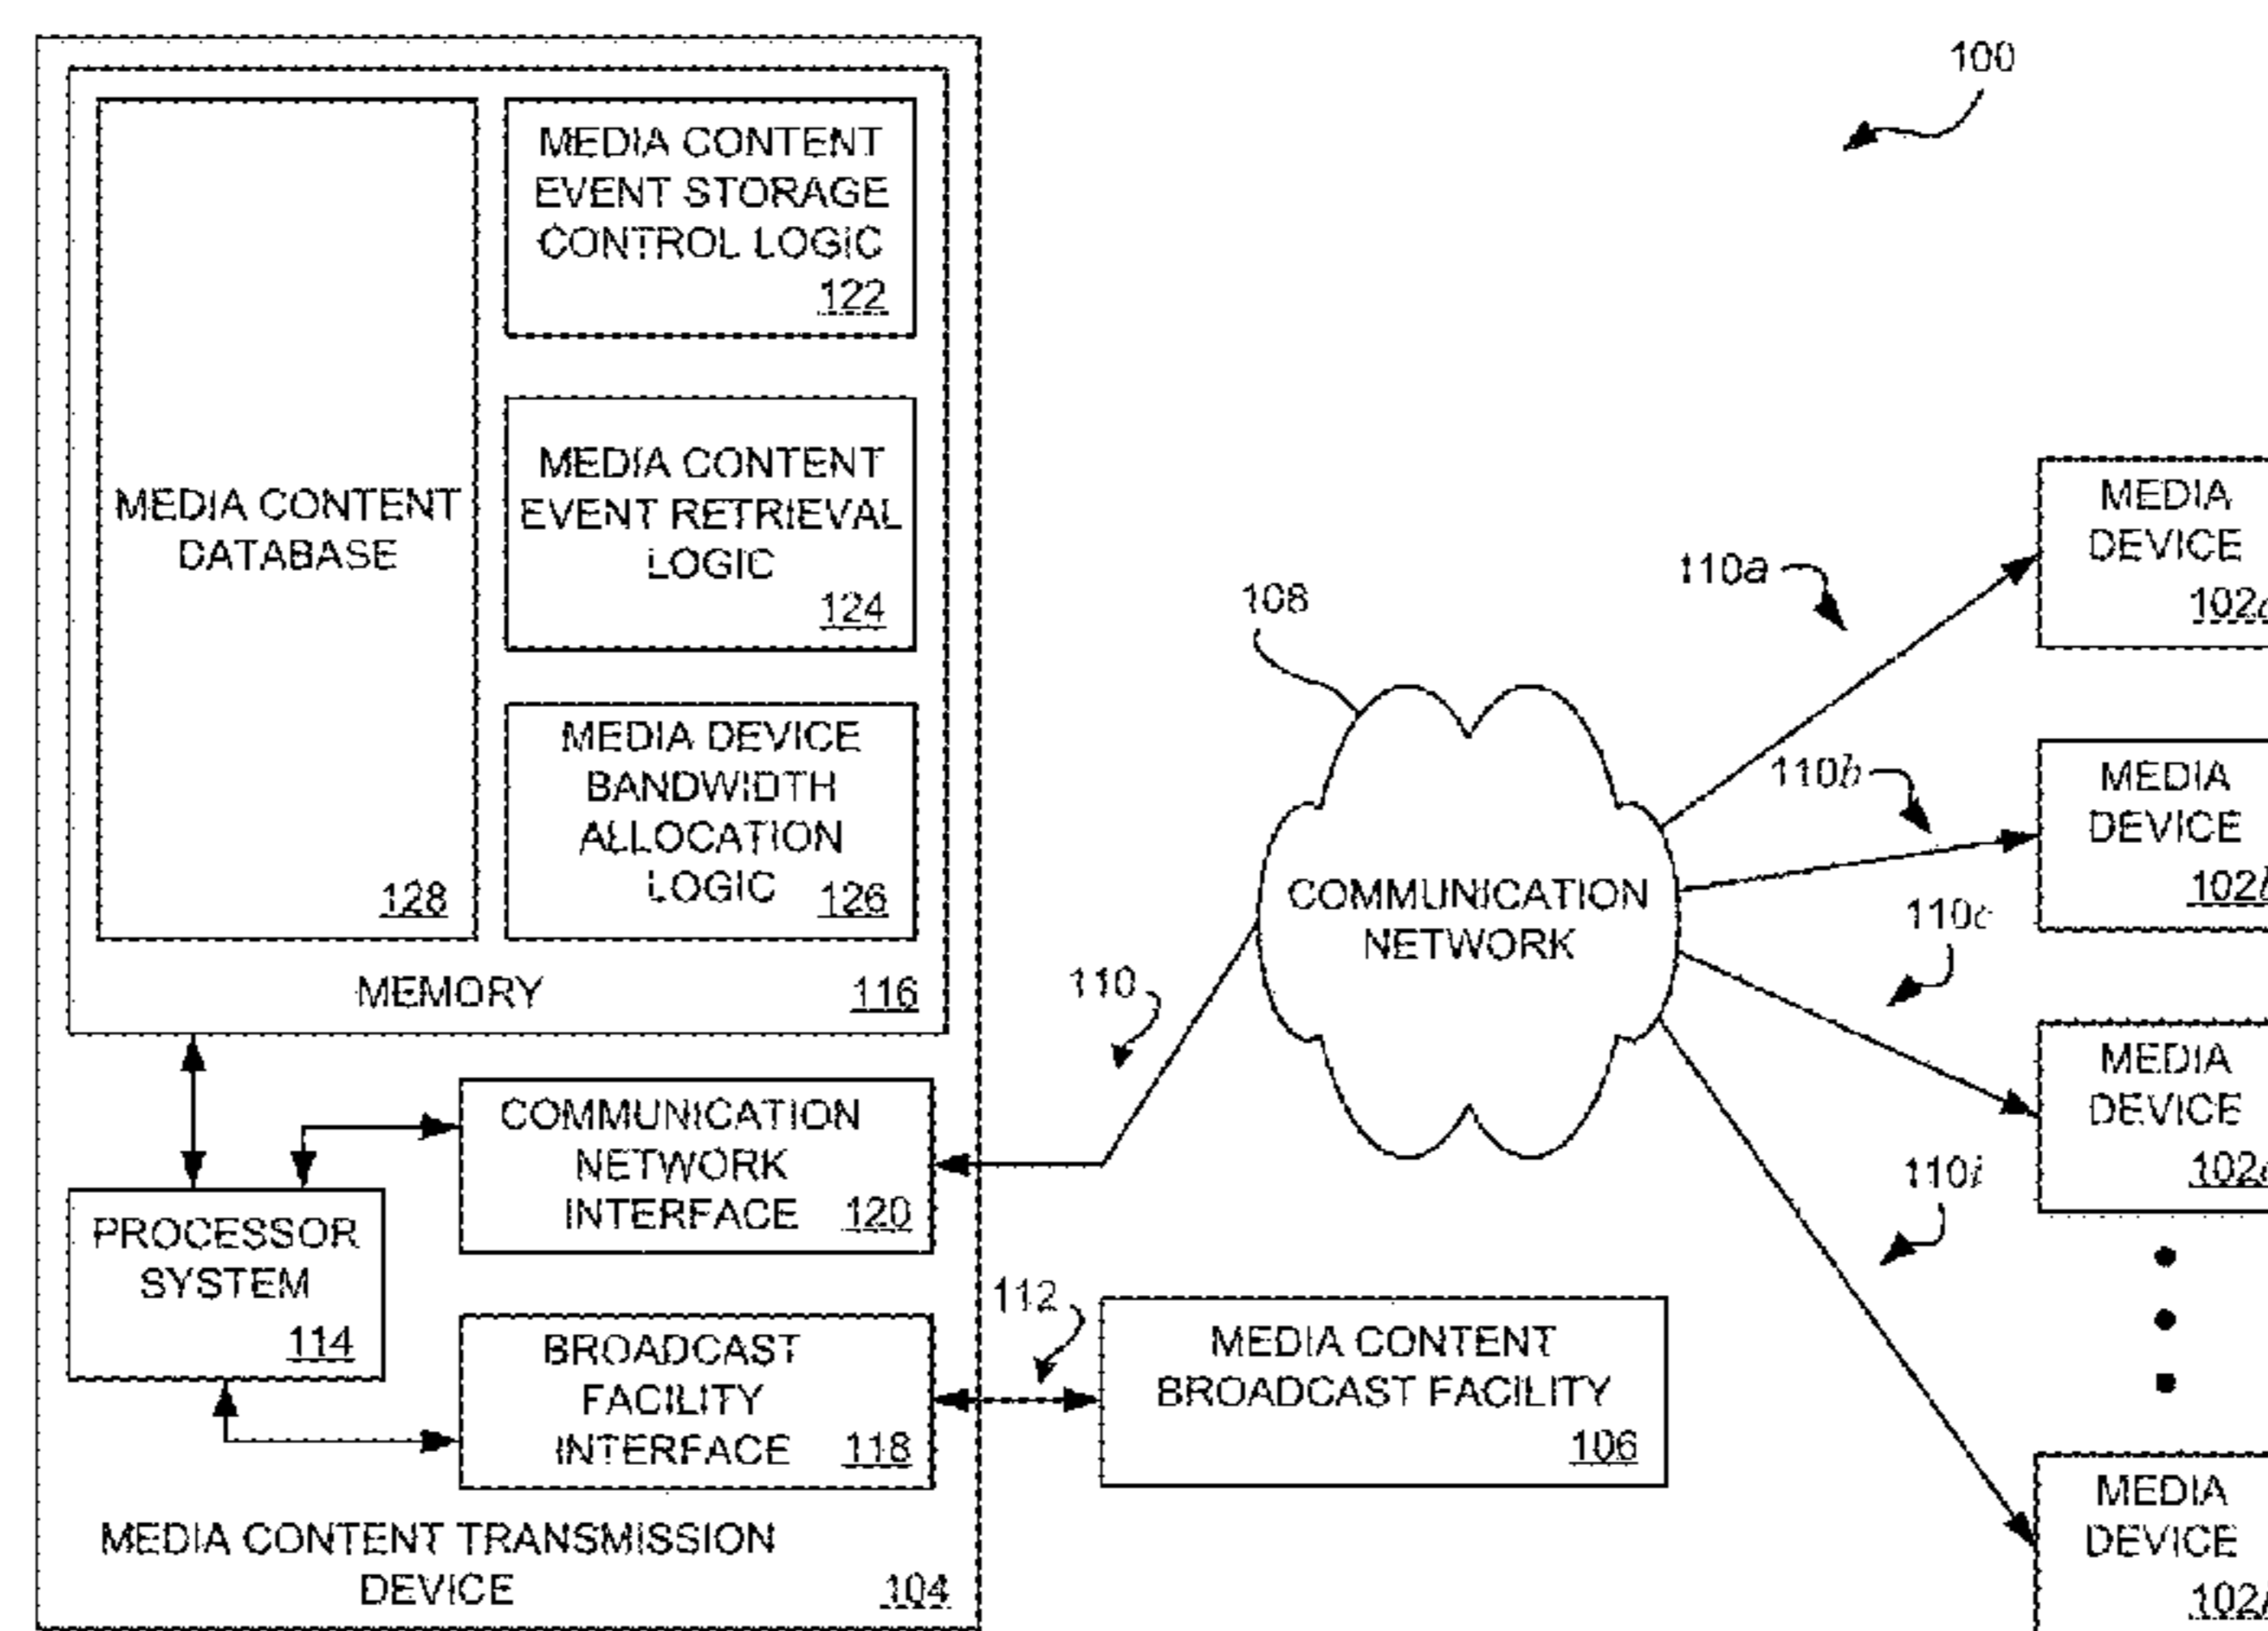 100
MEDIA CONTENT
EVENT STORAGE
CONTROL LOGIC
122
MEDIA CONTENT
DATABASE
128
MEDIA CONTENT
EVENT RETRIEVAL
LOGIC
124
MEDIA DEVICE
BANDWIDTH
ALLOCATION
LOGIC 126
MEMORY 116
COMMUNICATION
NETWORK
INTERFACE 120
PROCESSOR
SYSTEM
114
BROADCAST
FACILITY
INTERFACE 118
MEDIA CONTENT TRANSMISSION
DEVICE 104
108
COMMUNICATION
NETWORK
110
112
MEDIA CONTENT
BROADCAST FACILITY
106
110a
110b
110c
110i
MEDIA
DEVICE
MEDIA
DEVICE
MEDIA
DEVICE
MEDIA
DEVICE